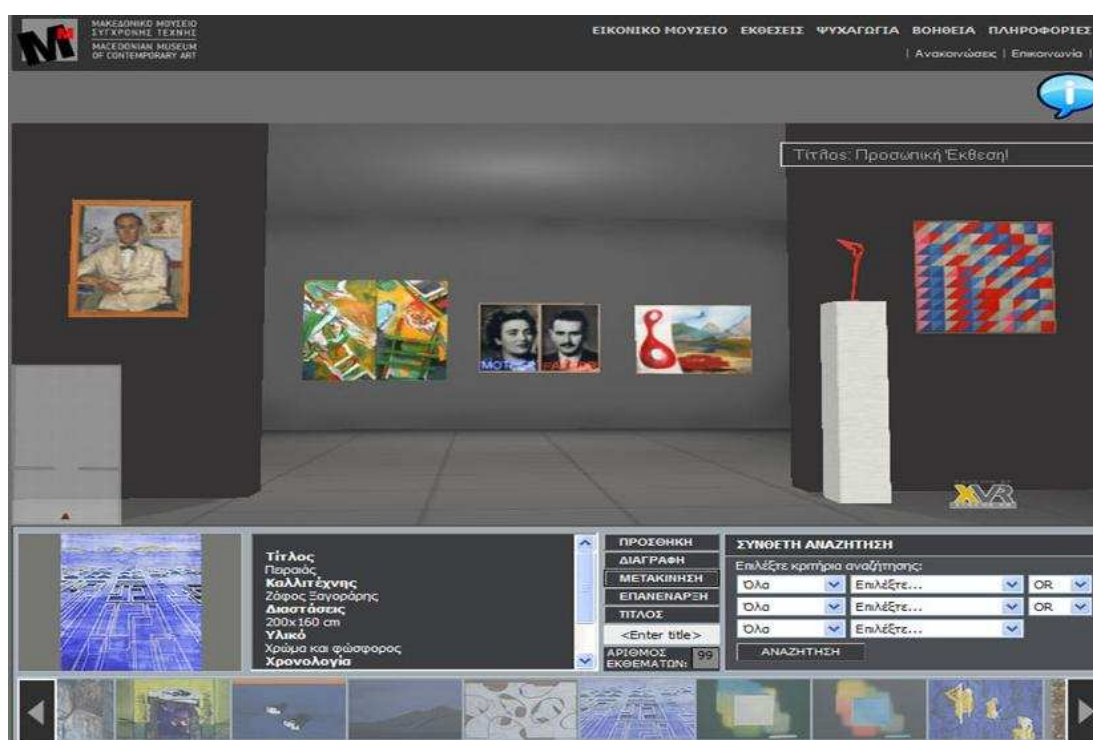 ΜΑΚΕΔΟΝΙΚΟ ΜΟΥΣΕΙΟ
ΣΥΓΧΡΟΝΗΣ ΤΕΧΝΗΣ
MACEDONIAN MUSEUM
OF CONTEMPORARY ART
ΕΙΚΟΝΙΚΟ ΜΟΥΣΕΙΟ ΕΚΘΕΣΕΙΣ ΨΥΧΑΓΩΓΙΑ ΒΟΗΘΕΙΑ ΠΛΗΡΟΦΟΡΙΕΣ
| Ανακοινώσεις | Επικοινωνία |
Τίτλος: Προσωπική Έκθεση!
MOTHER FATHER
XVR
Τίτλος
Πειραιάς
Καλλιτέχνης
Ζάφος Ξαγοράρης
Διαστάσεις
200x160 cm
Υλικό
Χρώμα και φώσφορος
Χρονολογία
ΠΡΟΣΘΗΚΗ
ΔΙΑΓΡΑΦΗ
ΜΕΤΑΚΙΝΗΣΗ
ΕΠΑΝΕΝΑΡΞΗ
ΤΙΤΛΟΣ
<Enter title>
ΑΡΙΘΜΟΣ
ΕΚΘΕΜΑΤΩΝ: 99
ΣΥΝΘΕΤΗ ΑΝΑΖΗΤΗΣΗ
Επιλέξτε κριτήρια αναζήτησης:
Όλα Επιλέξτε... OR
Όλα Επιλέξτε... OR
Όλα Επιλέξτε...
ΑΝΑΖΗΤΗΣΗ